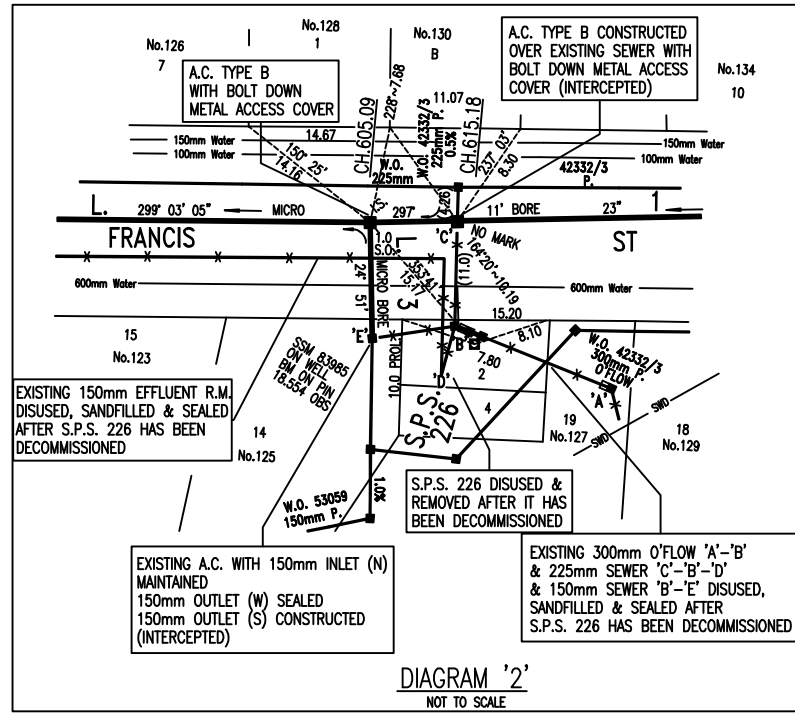 No.126
7
No.128
1
No.130
B
No.134
10
A.C. TYPE B
WITH BOLT DOWN
METAL ACCESS COVER
A.C. TYPE B CONSTRUCTED
OVER EXISTING SEWER WITH
BOLT DOWN METAL ACCESS
COVER (INTERCEPTED)
CH.605.09
228°~7.68
11.07
W.O. 42332/3
225mm P.
0.5%
CH.615.18
150mm Water
14.67
150mm Water
100mm Water
100mm Water
150° 25'
14.16
W.O.
225mm
237° 03'
8.30
42332/3
P.
L.
299° 03' 05"
MICRO
297°
11' BORE
23"
1
FRANCIS
ST
'C'
NO MARK
(11.0)
164°20'~10.19
15.17
24'
51'
MICRO BORE
3
600mm Water
600mm Water
15.20
15
No.123
'E'
8.10
7.80
2
'D'
10.0 PROJ
SSM 83985
ON WELL
BM ON PIN
18.554 OBS
W.O. 42332/3
300mm P.
O'FLOW
'A'
S.P.S.
226
4
19
No.127
SWD
SWD
18
No.129
14
No.125
EXISTING 150mm EFFLUENT R.M.
DISUSED, SANDFILLED & SEALED
AFTER S.P.S. 226 HAS BEEN
DECOMMISSIONED
1.0%
W.O. 53059
150mm P.
S.P.S. 226 DISUSED &
REMOVED AFTER IT HAS
BEEN DECOMMISSIONED
EXISTING A.C. WITH 150mm INLET (N)
MAINTAINED
150mm OUTLET (W) SEALED
150mm OUTLET (S) CONSTRUCTED
(INTERCEPTED)
EXISTING 300mm O'FLOW 'A'-'B'
& 225mm SEWER 'C'-'B'-'D'
& 150mm SEWER 'B'-'E' DISUSED,
SANDFILLED & SEALED AFTER
S.P.S. 226 HAS BEEN DECOMMISSIONED
DIAGRAM '2'
NOT TO SCALE